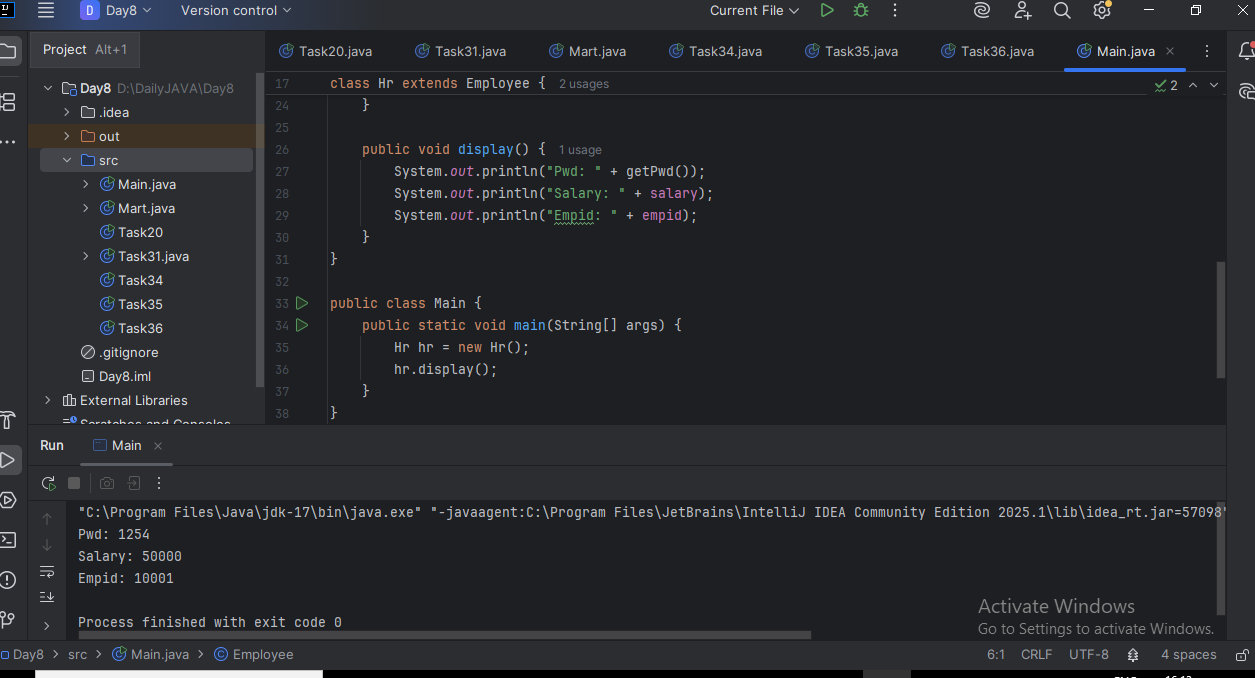 Day8
Version control
Current File
Project Alt+1
Task20.java
Task31.java
Mart.java
Task34.java
Task35.java
Task36.java
Main.java
Day8 D:\DailyJAVA\Day8
.idea
out
src
Main.java
Mart.java
Task20
Task31.java
Task34
Task35
Task36
.gitignore
Day8.iml
External Libraries
Scratches and Consoles
17 class Hr extends Employee { 2 usages
2
24 }
25
26 public void display() { 1 usage
27 System.out.println("Pwd: " + getPwd());
28 System.out.println("Salary: " + salary);
29 System.out.println("Empid: " + empid);
30 }
31 }
32
33 public class Main {
34 public static void main(String[] args) {
35 Hr hr = new Hr();
36 hr.display();
37 }
38 }
Run
Main
"C:\Program Files\Java\jdk-17\bin\java.exe" "-javaagent:C:\Program Files\JetBrains\IntelliJ IDEA Community Edition 2025.1\lib\idea_rt.jar=57098"
Pwd: 1254
Salary: 50000
Empid: 10001
Process finished with exit code 0
Activate Windows
Go to Settings to activate Windows.
Day8 > src > Main.java > Employee
6:1 CRLF UTF-8 4 spaces